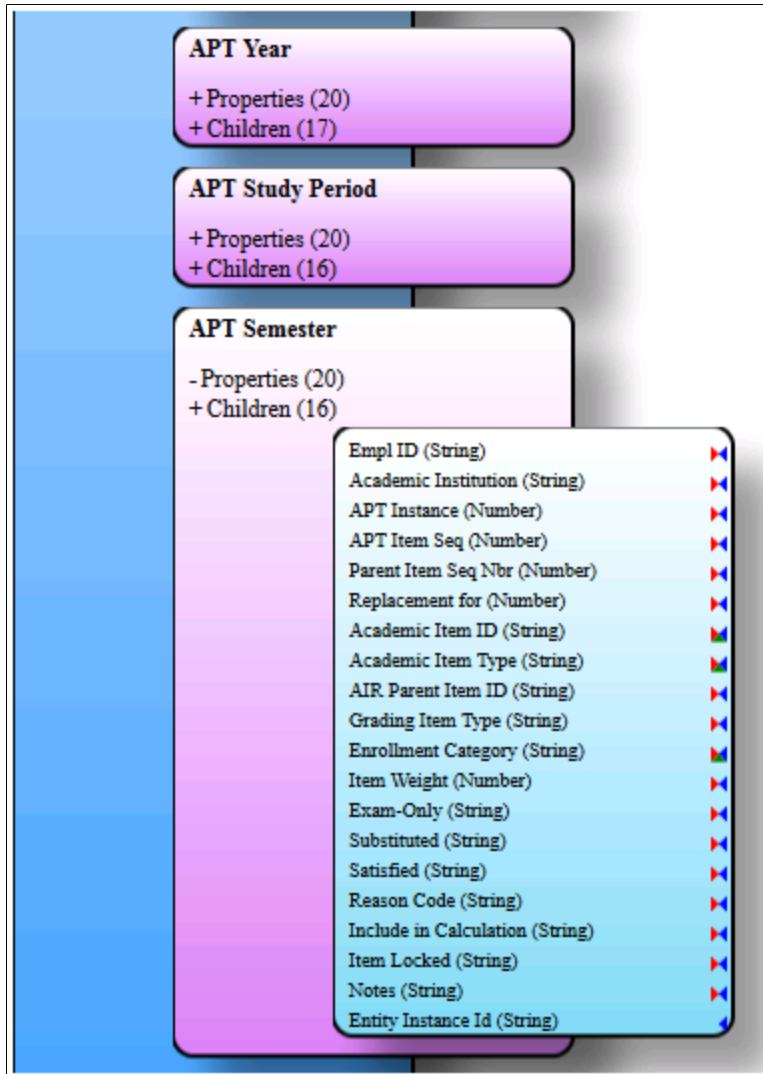 APT Year
+ Properties (20)
+ Children (17)
APT Study Period
+ Properties (20)
+ Children (16)
APT Semester
- Properties (20)
+ Children (16)
Empl ID (String)
Academic Institution (String)
APT Instance (Number)
APT Item Seq (Number)
Parent Item Seq Nbr (Number)
Replacement for (Number)
Academic Item ID (String)
Academic Item Type (String)
AIR Parent Item ID (String)
Grading Item Type (String)
Enrollment Category (String)
Item Weight (Number)
Exam-Only (String)
Substituted (String)
Satisfied (String)
Reason Code (String)
Include in Calculation (String)
Item Locked (String)
Notes (String)
Entity Instance Id (String)